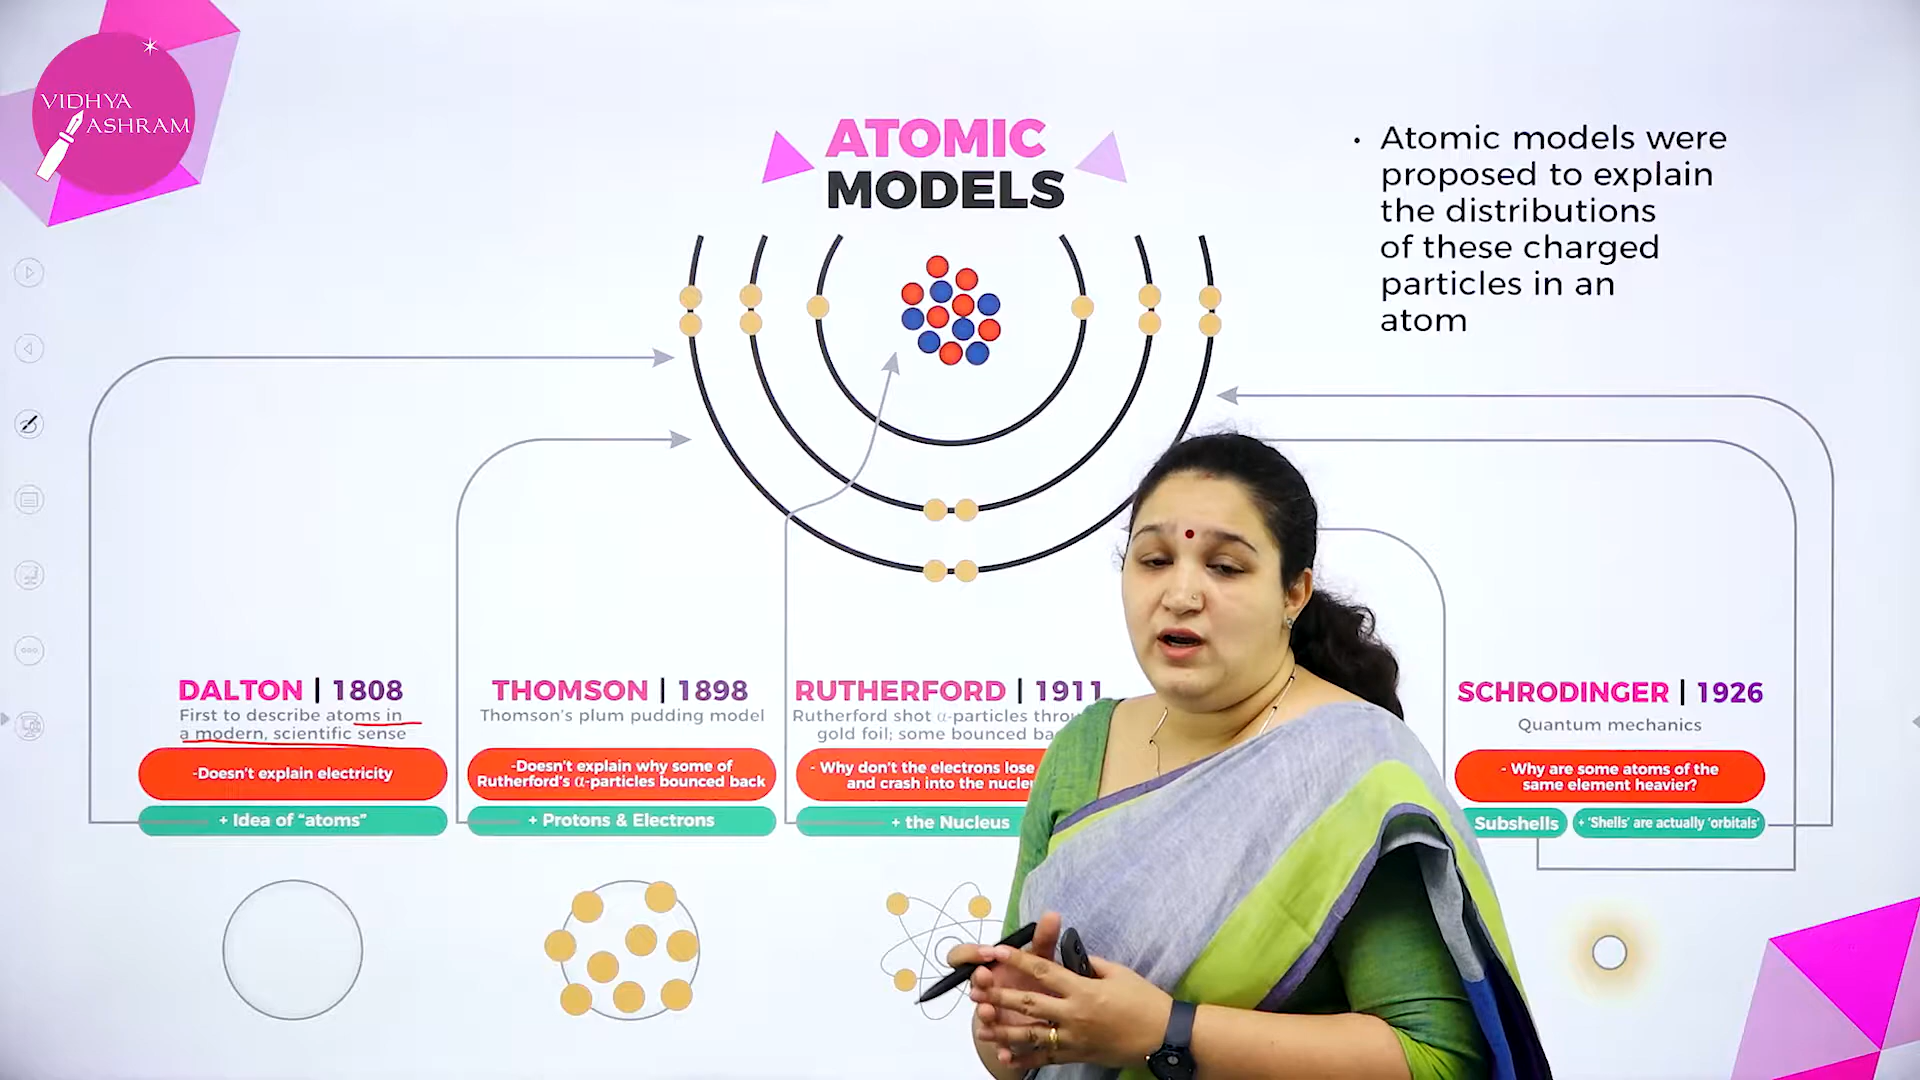 VIDHYA
ASHRAM
ATOMIC
MODELS
• Atomic models were
proposed to explain
the distributions
of these charged
particles in an
atom
DALTON | 1808
First to describe atoms in
a modern, scientific sense
-Doesn't explain electricity
+ Idea of "atoms"
THOMSON | 1898
Thomson's plum pudding model
-Doesn't explain why some of
Rutherford's α-particles bounced back
+ Protons & Electrons
RUTHERFORD | 1911
Rutherford shot α-particles
gold foil; some bounced
- Why don't the electrons lose
and crash into the
+ the Nucleus
SCHRODINGER | 1926
Quantum mechanics
- Why are some atoms of the
same element heavier?
Subshells
+ 'Shells' are actually 'orbitals'